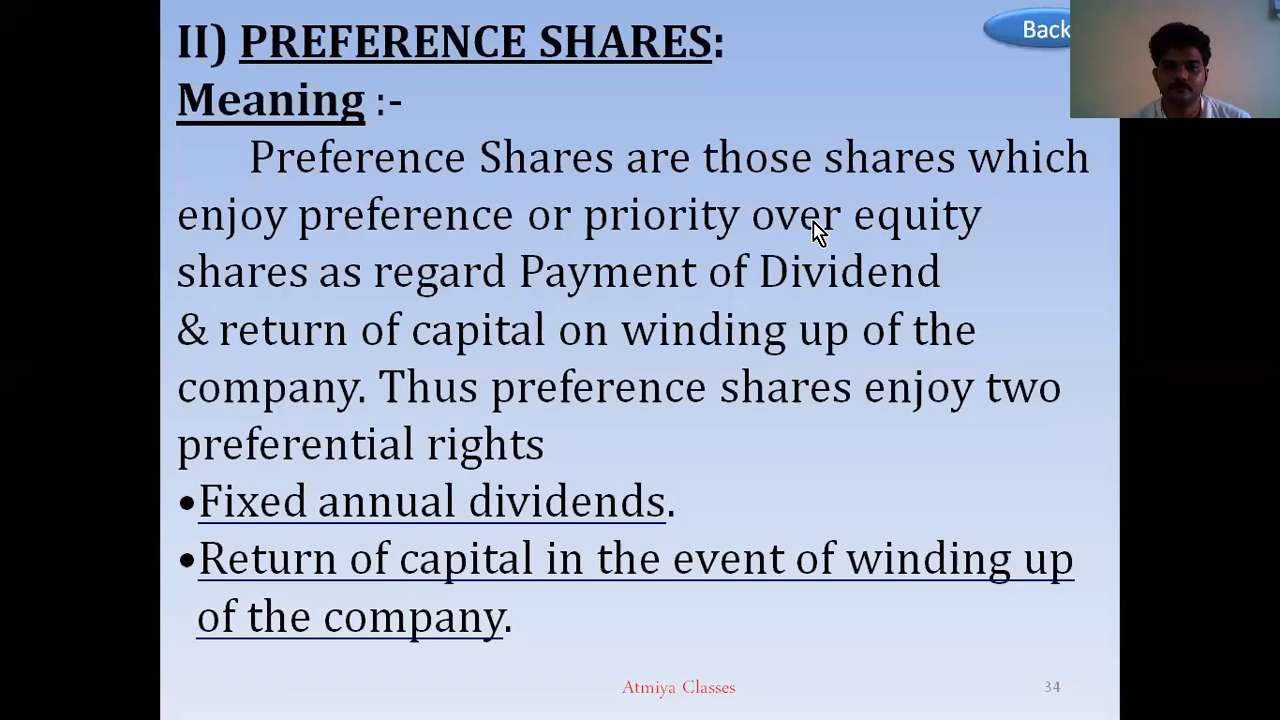 II) PREFERENCE SHARES:
Back
Meaning :-
Preference Shares are those shares which
enjoy preference or priority over equity
shares as regard Payment of Dividend
& return of capital on winding up of the
company. Thus preference shares enjoy two
preferential rights
•Fixed annual dividends.
•Return of capital in the event of winding up
of the company.
Atmiya Classes
34